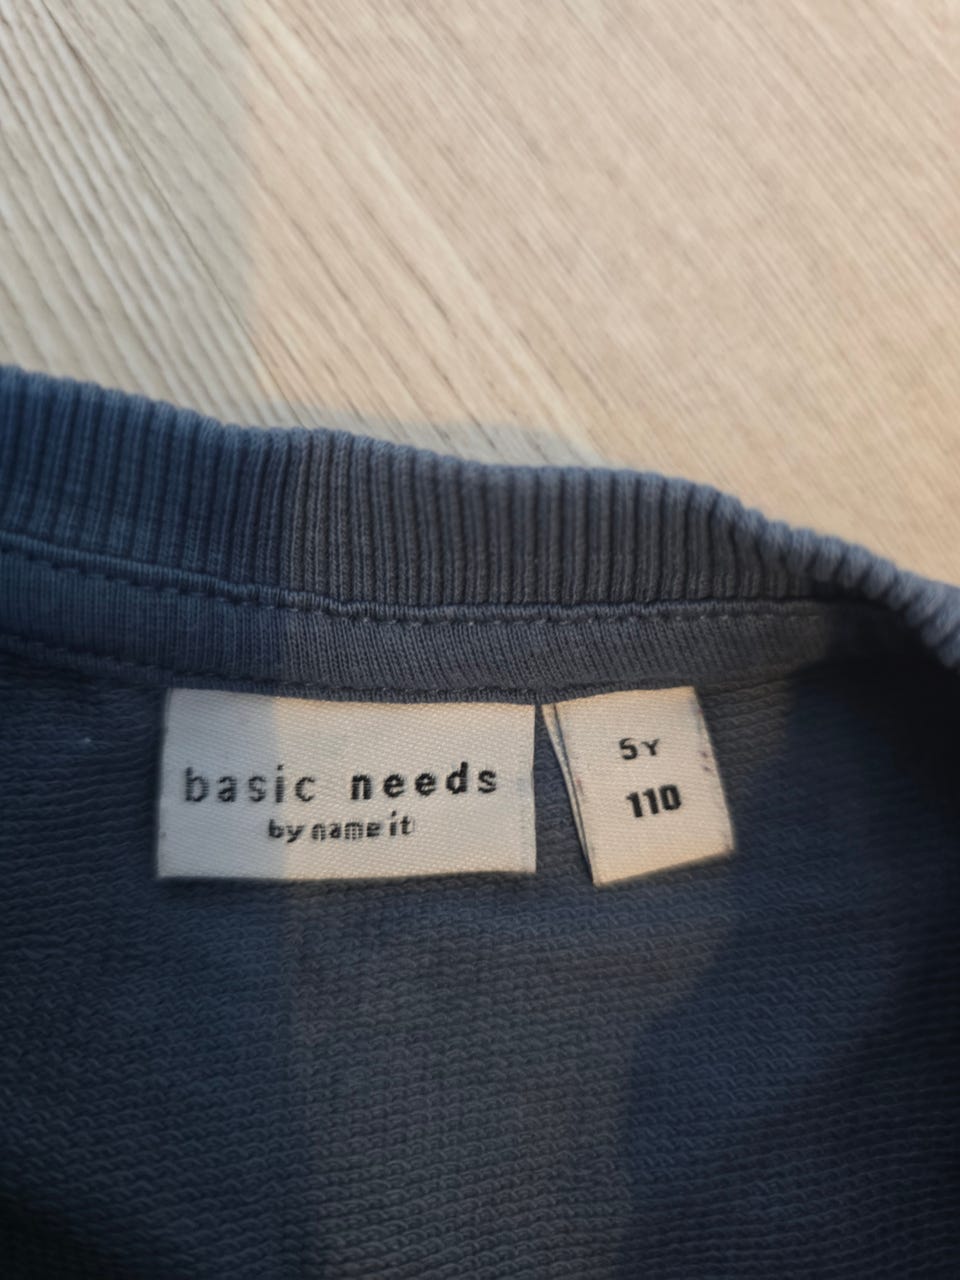 basic needs
by name it
5Y
110